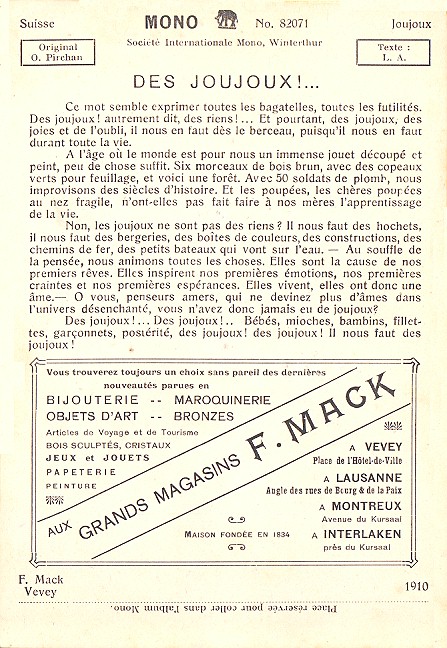 Suisse MONO No. 82071 Joujoux
Société Internationale Mono, Winterthur
Original
O. Pirchan
Texte :
L. A.
DES JOUJOUX!...
Ce mot semble exprimer toutes les bagatelles, toutes les futilités.
Des joujoux! autrement dit, des riens!... Et pourtant, des joujoux, des
joies et de l'oubli, il nous en faut dès le berceau, puisqu'il nous en faut
durant toute la vie.
A l'âge où le monde est pour nous un immense jouet découpé et
peint, peu de chose suffit. Six morceaux de bois brun, avec des copeaux
verts pour feuillage, et voici une forêt. Avec 50 soldats de plomb, nous
improvisons des siècles d'histoire. Et les poupées, les chères poupées
au nez fragile, n'ont-elles pas fait faire à nos mères l'apprentissage
de la vie.
Non, les joujoux ne sont pas des riens? Il nous faut des hochets,
il nous faut des bergeries, des boîtes de couleurs, des constructions, des
chemins de fer, des petits bateaux qui vont sur l'eau. — Au souffle de
la pensée, nous animons toutes les choses. Elles sont la cause de nos
premiers rêves. Elles inspirent nos premières émotions, nos premières
craintes et nos premières espérances. Elles vivent, elles ont donc une
âme.— O vous, penseurs amers, qui ne devinez plus d'âmes dans
l'univers désenchanté, vous n'avez donc jamais eu de joujoux?
Des joujoux!... Des joujoux!.. Bébés, mioches, bambins, fillet-
tes, garçonnets, postérité, des joujoux! des joujoux! Il nous faut des
joujoux!
Vous trouverez toujours un choix sans pareil des dernières
nouveautés parues en
BIJOUTERIE -- MAROQUINERIE
OBJETS D'ART -- BRONZES
Articles de Voyage et de Tourisme
BOIS SCULPTÉS, CRISTAUX
JEUX et JOUETS
PAPETERIE
PEINTURE
AUX GRANDS MAGASINS F. MACK
A VEVEY
Place de l'Hôtel-de-Ville
A LAUSANNE
Angle des rues de Bourg & de la Paix
A MONTREUX
Avenue du Kursaal
A INTERLAKEN
près du Kursaal
MAISON FONDÉE EN 1834
F. Mack
Vevey
1910
Place réservée pour coller dans l'album Mono.